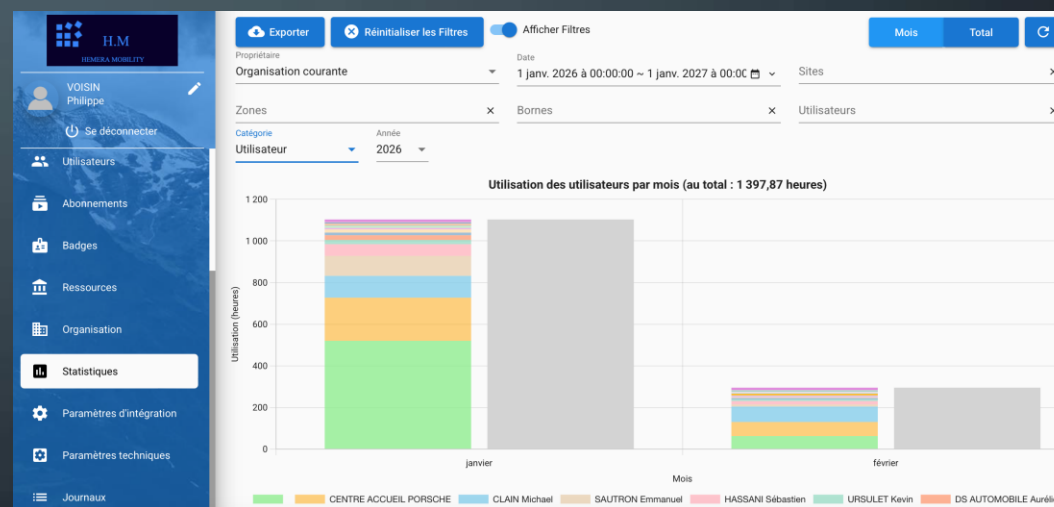 H.M
HEMERA MOBILITY
VOISIN
Philippe
Se déconnecter
Utilisateurs
Abonnements
Badges
Ressources
Organisation
Statistiques
Paramètres d'intégration
Paramètres techniques
Journaux
Exporter
Réinitialiser les Filtres
Afficher Filtres
Mois
Total
Propriétaire
Organisation courante
Date
1 janv. 2026 à 00:00:00 ~ 1 janv. 2027 à 00:00
Sites
Zones
Bornes
Utilisateurs
Catégorie
Utilisateur
Année
2026
Utilisation des utilisateurs par mois (au total : 1 397,87 heures)
Utilisation (heures)
1 200
1 000
800
600
400
200
0
janvier
février
Mois
CENTRE ACCUEIL PORSCHE
CLAIN Michael
SAUTRON Emmanuel
HASSANI Sébastien
URSULET Kevin
DS AUTOMOBILE Aurélie